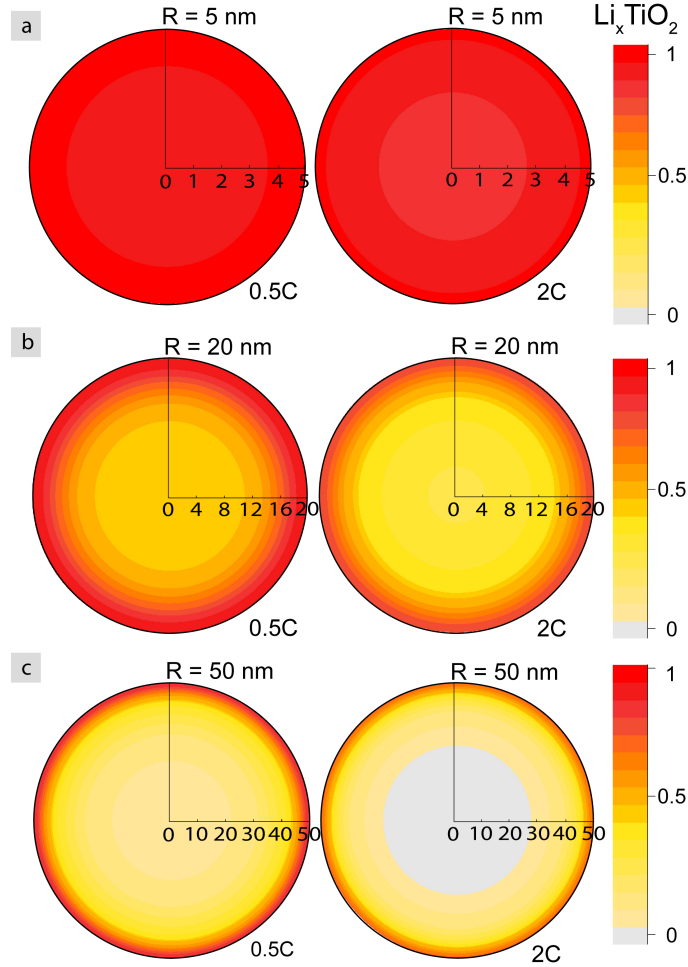 a
R = 5 nm
R = 5 nm
LiₓTiO₂
0 1 2 3 4 5
0 1 2 3 4 5
0.5C
2C
1
0.5
0
b
R = 20 nm
R = 20 nm
0 4 8 12 16 20
0 4 8 12 16 20
0.5C
2C
1
0.5
0
c
R = 50 nm
R = 50 nm
0 10 20 30 40 50
0 10 20 30 40 50
0.5C
2C
1
0.5
0